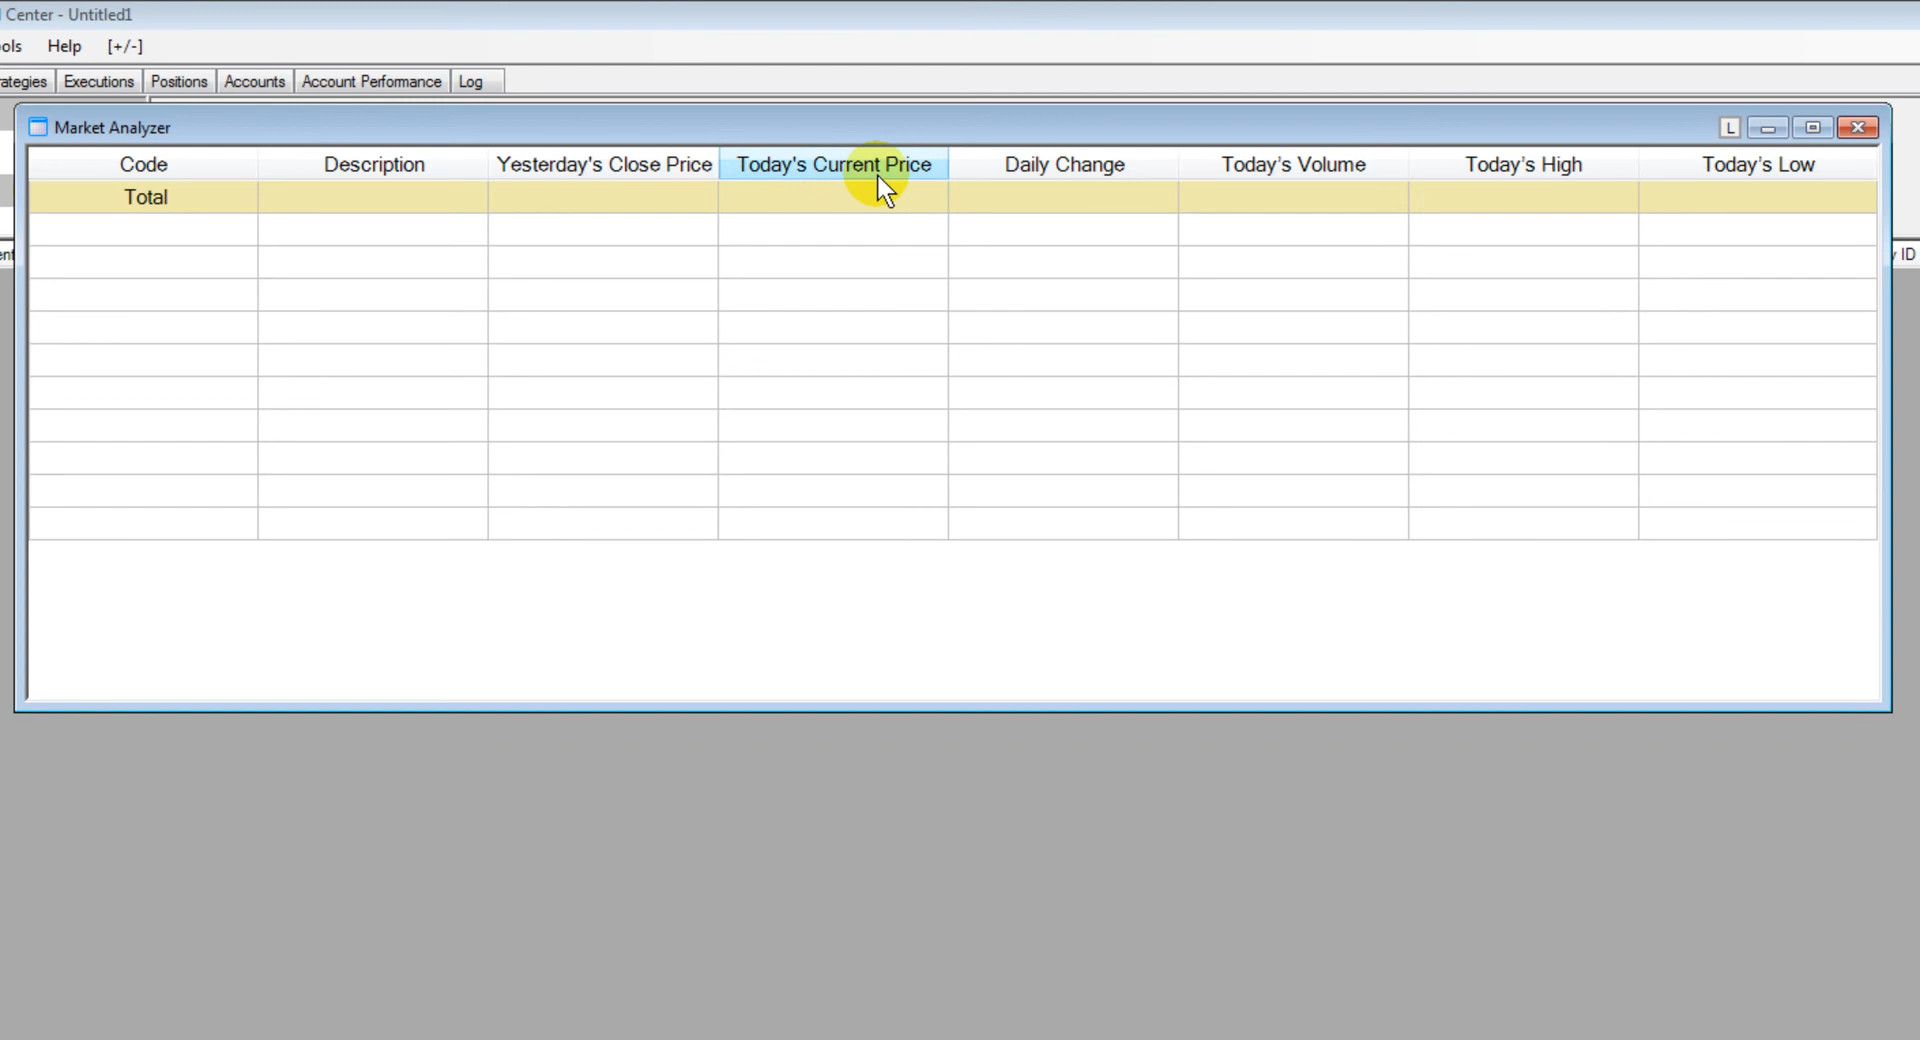 Center - Untitled1
ols Help [+/-]
rategies Executions Positions Accounts Account Performance Log
Market Analyzer L
Code Description Yesterday's Close Price Today's Current Price Daily Change Today’s Volume Today’s High Today’s Low
Total
ent y ID